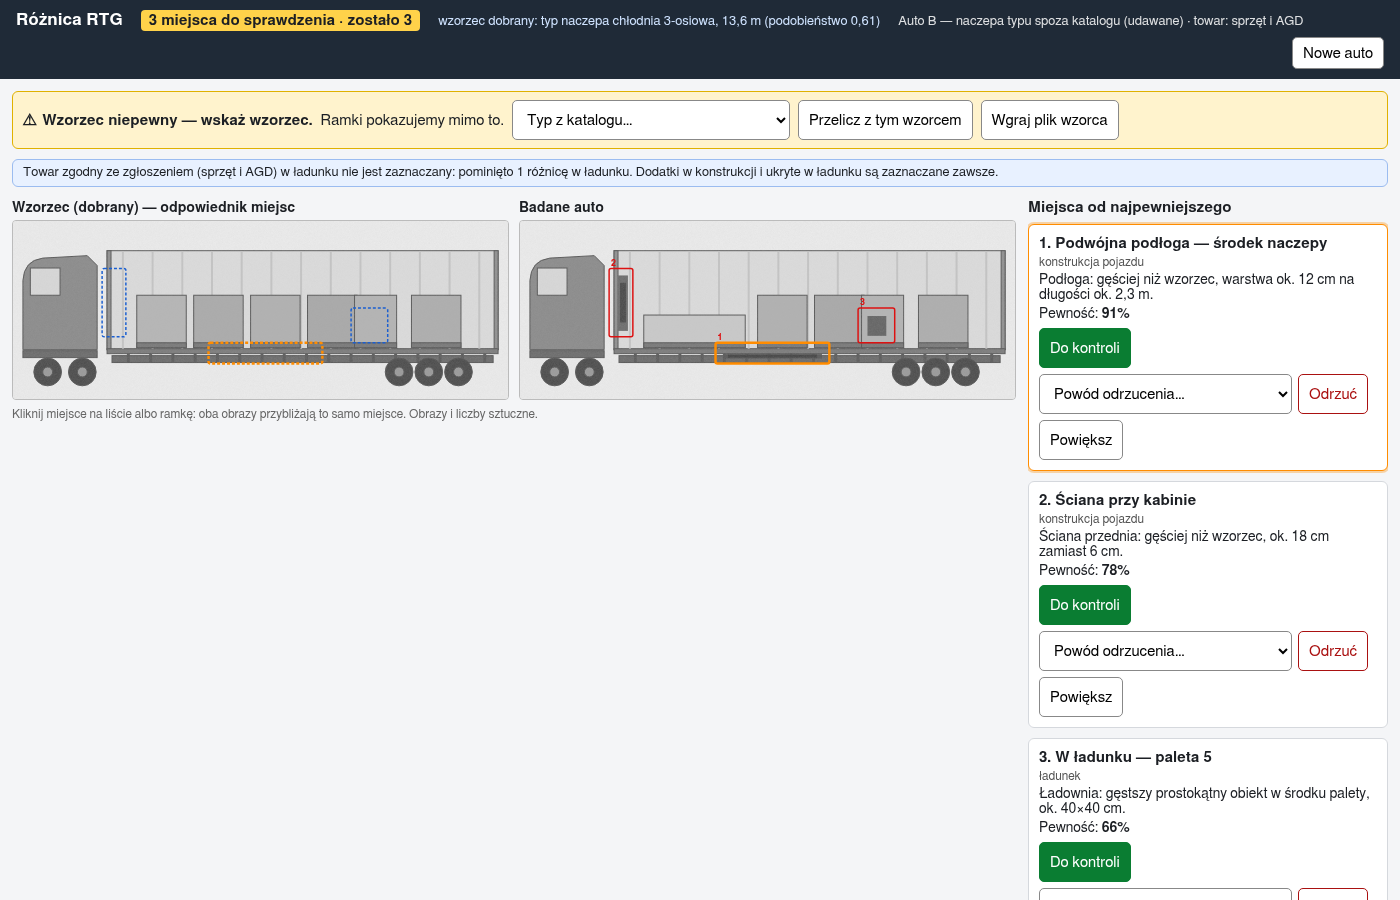 Różnica RTG
3 miejsca do sprawdzenia · zostało 3
wzorzec dobrany: typ naczepa chłodnia 3-osiowa, 13,6 m (podobieństwo 0,61)
Auto B — naczepa typu spoza katalogu (udawane) · towar: sprzęt i AGD
Nowe auto
⚠ Wzorzec niepewny — wskaż wzorzec. Ramki pokazujemy mimo to.
Typ z katalogu...
Przelicz z tym wzorcem
Wgraj plik wzorca
Towar zgodny ze zgłoszeniem (sprzęt i AGD) w ładunku nie jest zaznaczany: pominięto 1 różnicę w ładunku. Dodatki w konstrukcji i ukryte w ładunku są zaznaczane zawsze.
Wzorzec (dobrany) — odpowiednik miejsc
Badane auto
2
3
1
Kliknij miejsce na liście albo ramkę: oba obrazy przybliżają to samo miejsce. Obrazy i liczby sztuczne.
Miejsca od najpewniejszego
1. Podwójna podłoga — środek naczepy
konstrukcja pojazdu
Podłoga: gęściej niż wzorzec, warstwa ok. 12 cm na
długości ok. 2,3 m.
Pewność: 91%
Do kontroli
Powód odrzucenia...
Odrzuć
Powiększ
2. Ściana przy kabinie
konstrukcja pojazdu
Ściana przednia: gęściej niż wzorzec, ok. 18 cm
zamiast 6 cm.
Pewność: 78%
Do kontroli
Powód odrzucenia...
Odrzuć
Powiększ
3. W ładunku — paleta 5
ładunek
Ładownia: gęstszy prostokątny obiekt w środku palety,
ok. 40×40 cm.
Pewność: 66%
Do kontroli